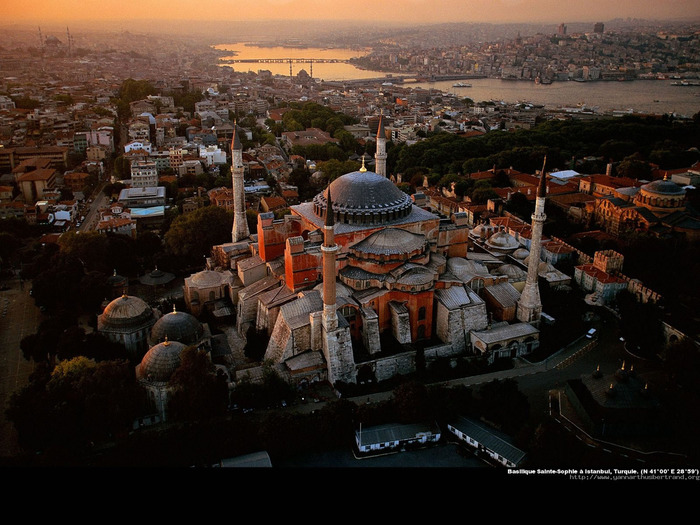 Basilique Sainte-Sophie à Istanbul, Turquie. (N 41°00' E 28°59')
http://www.yannarthusbertrand.org